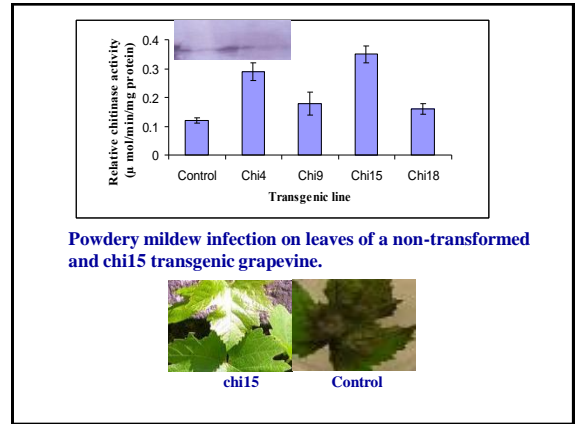 Relative chitinase activity
(µ mol/min/mg protein)
0.4
0.3
0.2
0.1
0
Control Chi4 Chi9 Chi15 Chi18
Transgenic line
Powdery mildew infection on leaves of a non-transformed
and chi15 transgenic grapevine.
chi15 Control